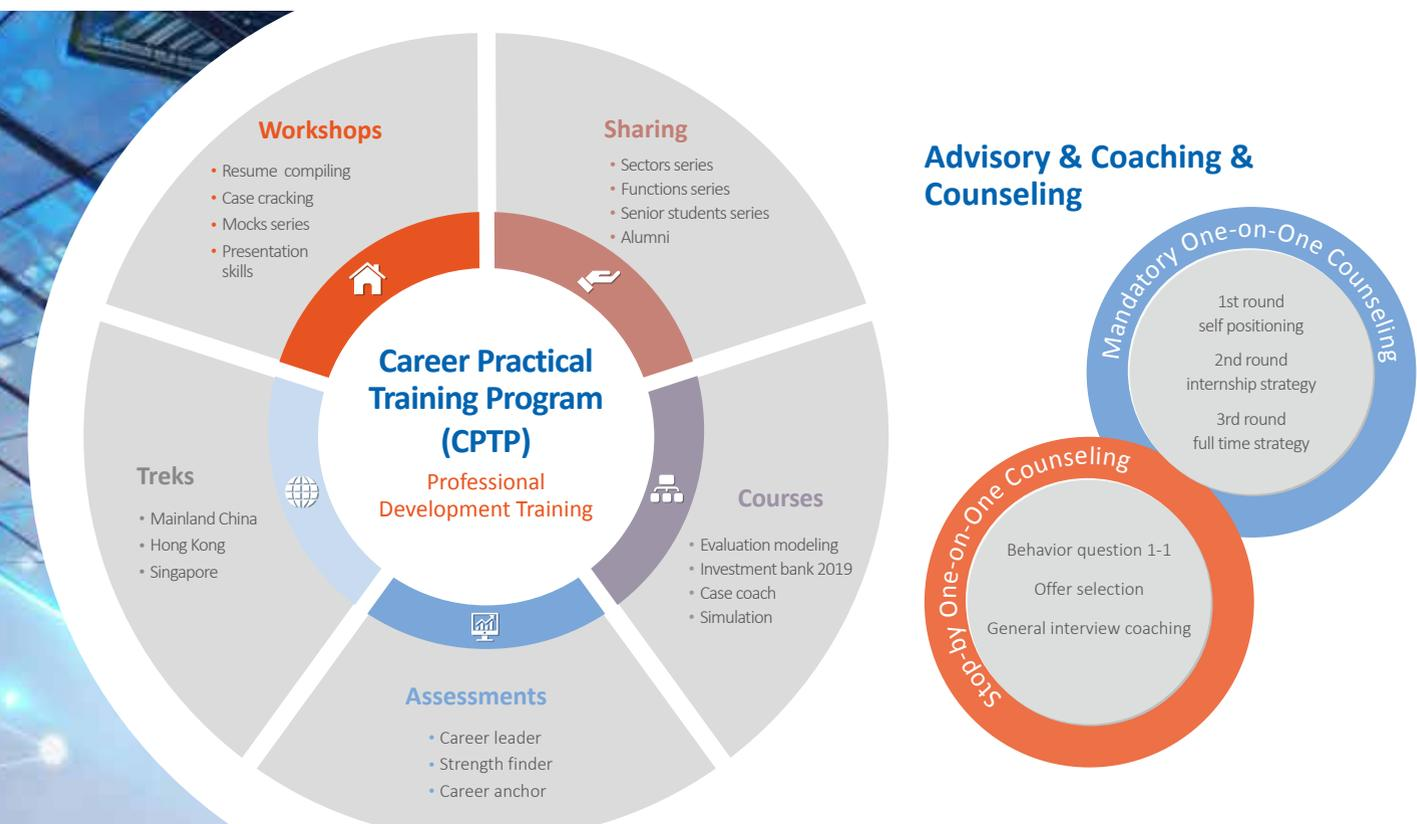 Workshops
• Resume compiling
• Case cracking
• Mocks series
• Presentation
skills
Sharing
• Sectors series
• Functions series
• Senior students series
• Alumni
Career Practical
Training Program
(CPTP)
Professional
Development Training
Treks
• Mainland China
• Hong Kong
• Singapore
Courses
• Evaluation modeling
• Investment bank 2019
• Case coach
• Simulation
Assessments
• Career leader
• Strength finder
• Career anchor
Advisory & Coaching &
Counseling
Mandatory One-on-One Counseling
1st round
self positioning
2nd round
internship strategy
3rd round
full time strategy
Stop-by One-on-One Counseling
Behavior question 1-1
Offer selection
General interview coaching